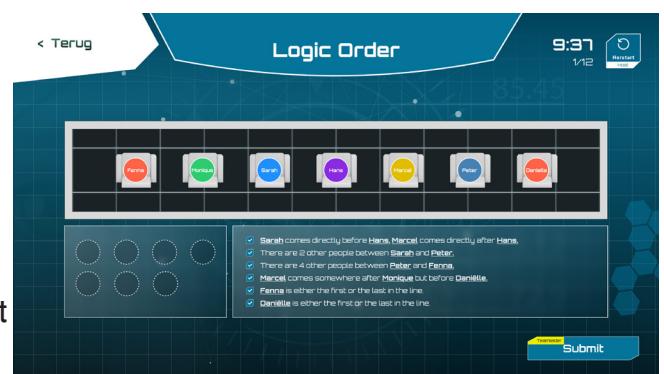 < Terug
Logic Order
9:37
1/12
Herstart
85.45
Fenna
Monique
Sarah
Hans
Marcel
Peter
Daniëlle
Sarah comes directly before Hans, Marcel comes directly after Hans.
There are 2 other people between Sarah and Peter.
There are 4 other people between Peter and Fenna.
Marcel comes somewhere after Monique but before Daniëlle.
Fenna is either the first or the last in the line.
Daniëlle is either the first or the last in the line.
t
Teamleider
Submit